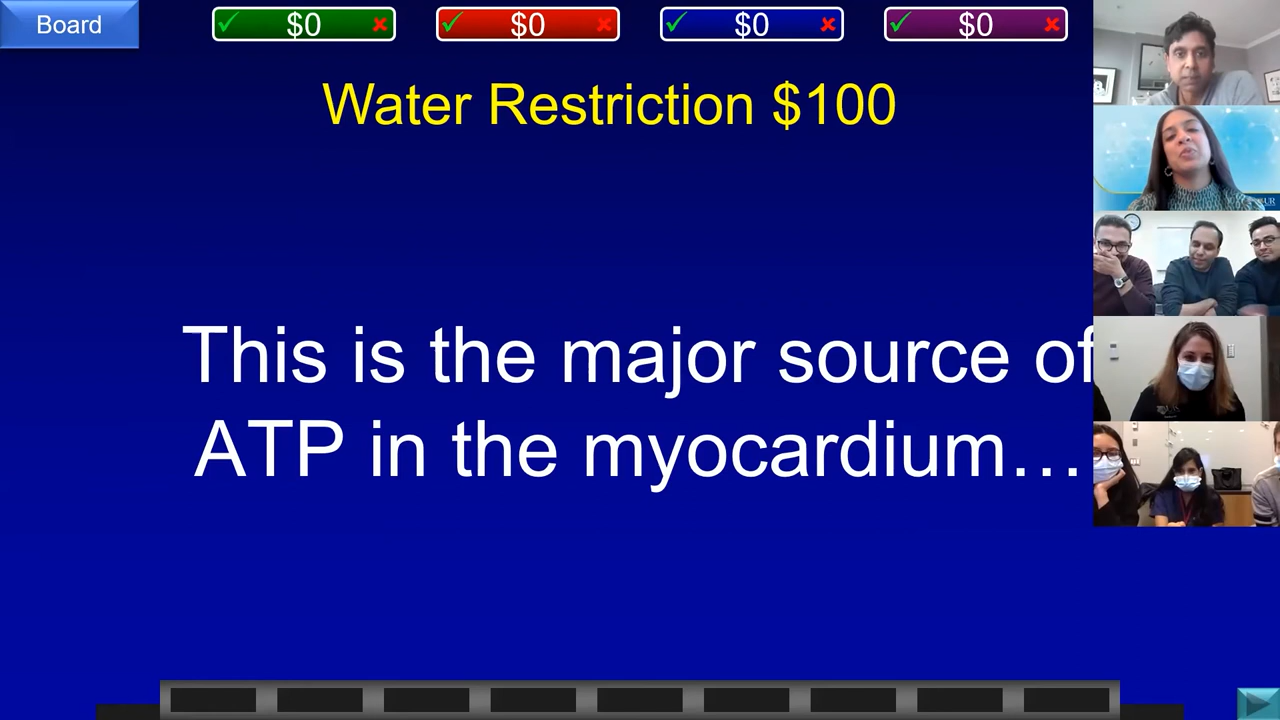 Board
$0
$0
$0
$0
Water Restriction $100
This is the major source of
ATP in the myocardium…